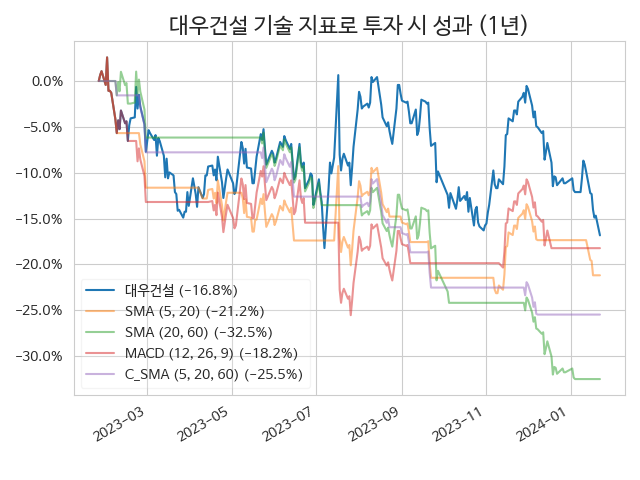 대우건설 기술 지표로 투자 시 성과 (1년)
0.0%
−5.0%
−10.0%
−15.0%
−20.0%
−25.0%
−30.0%
대우건설 (−16.8%)
SMA (5, 20) (−21.2%)
SMA (20, 60) (−32.5%)
MACD (12, 26, 9) (−18.2%)
C_SMA (5, 20, 60) (−25.5%)
2023−03
2023−05
2023−07
2023−09
2023−11
2024−01